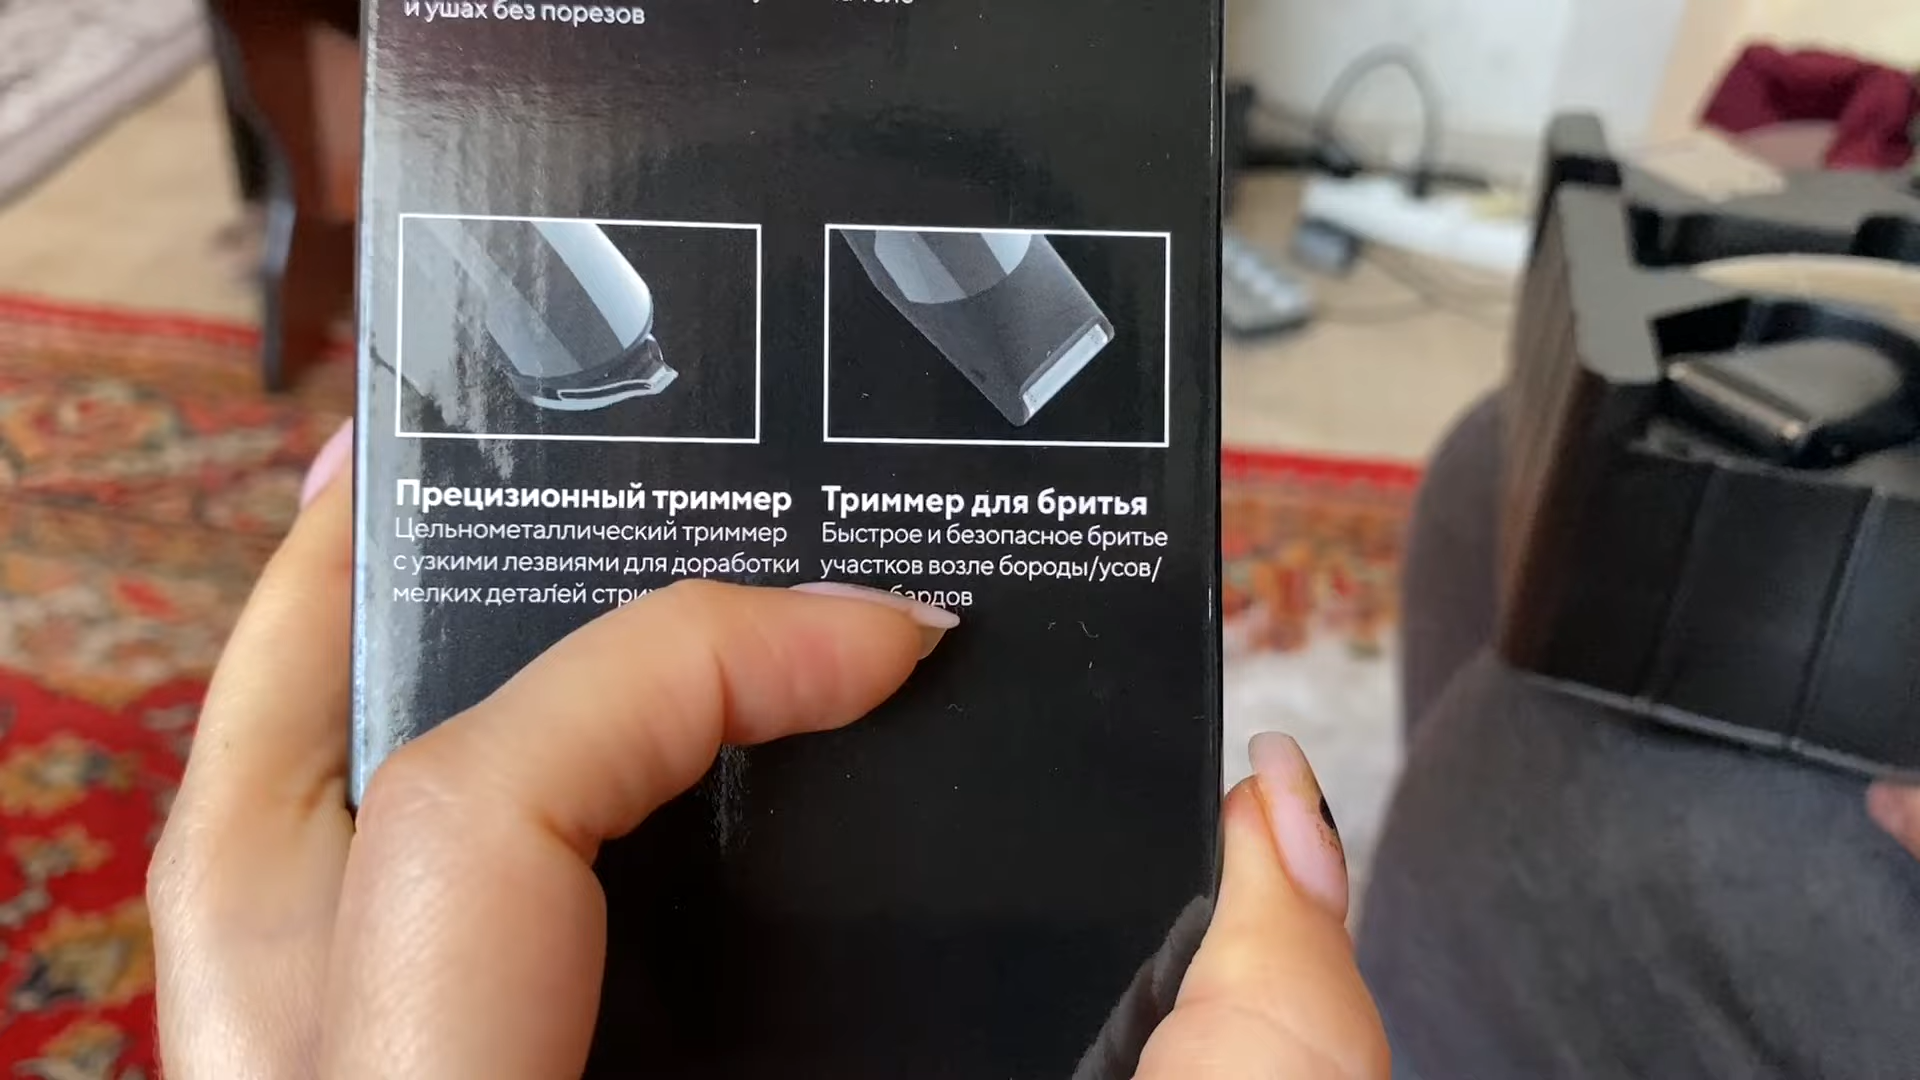 и ушах без порезов
Прецизионный триммер
Цельнометаллический триммер
с узкими лезвиями для доработки
мелких деталей
Триммер для бритья
Быстрое и безопасное бритье
участков возле бороды/усов/